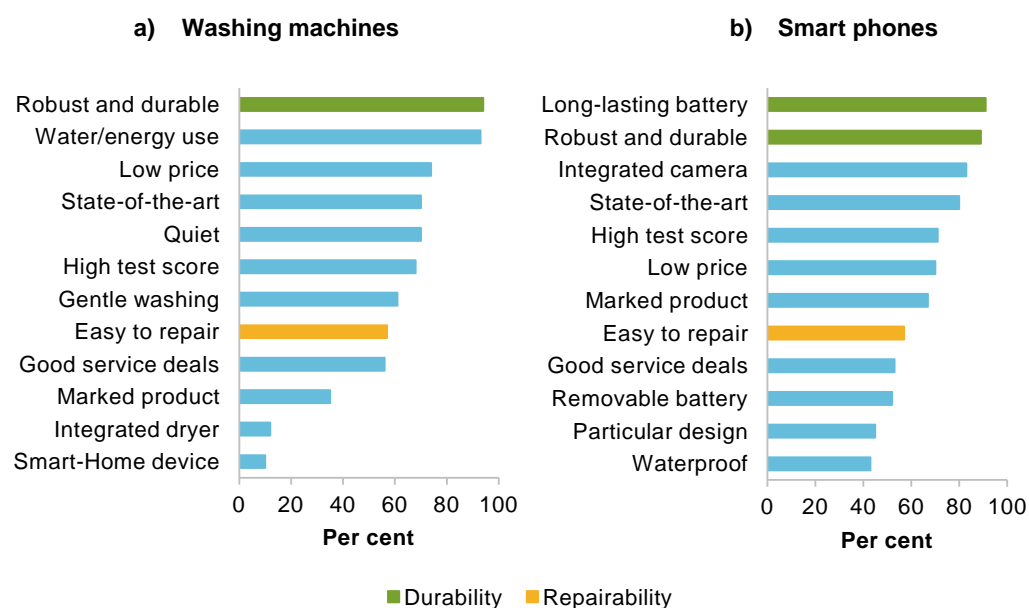 a) Washing machines
Robust and durable
Water/energy use
Low price
State-of-the-art
Quiet
High test score
Gentle washing
Easy to repair
Good service deals
Marked product
Integrated dryer
Smart-Home device
0 20 40 60 80 100
Per cent
b) Smart phones
Long-lasting battery
Robust and durable
Integrated camera
State-of-the-art
High test score
Low price
Marked product
Easy to repair
Good service deals
Removable battery
Particular design
Waterproof
0 20 40 60 80 100
Per cent
Durability Repairability